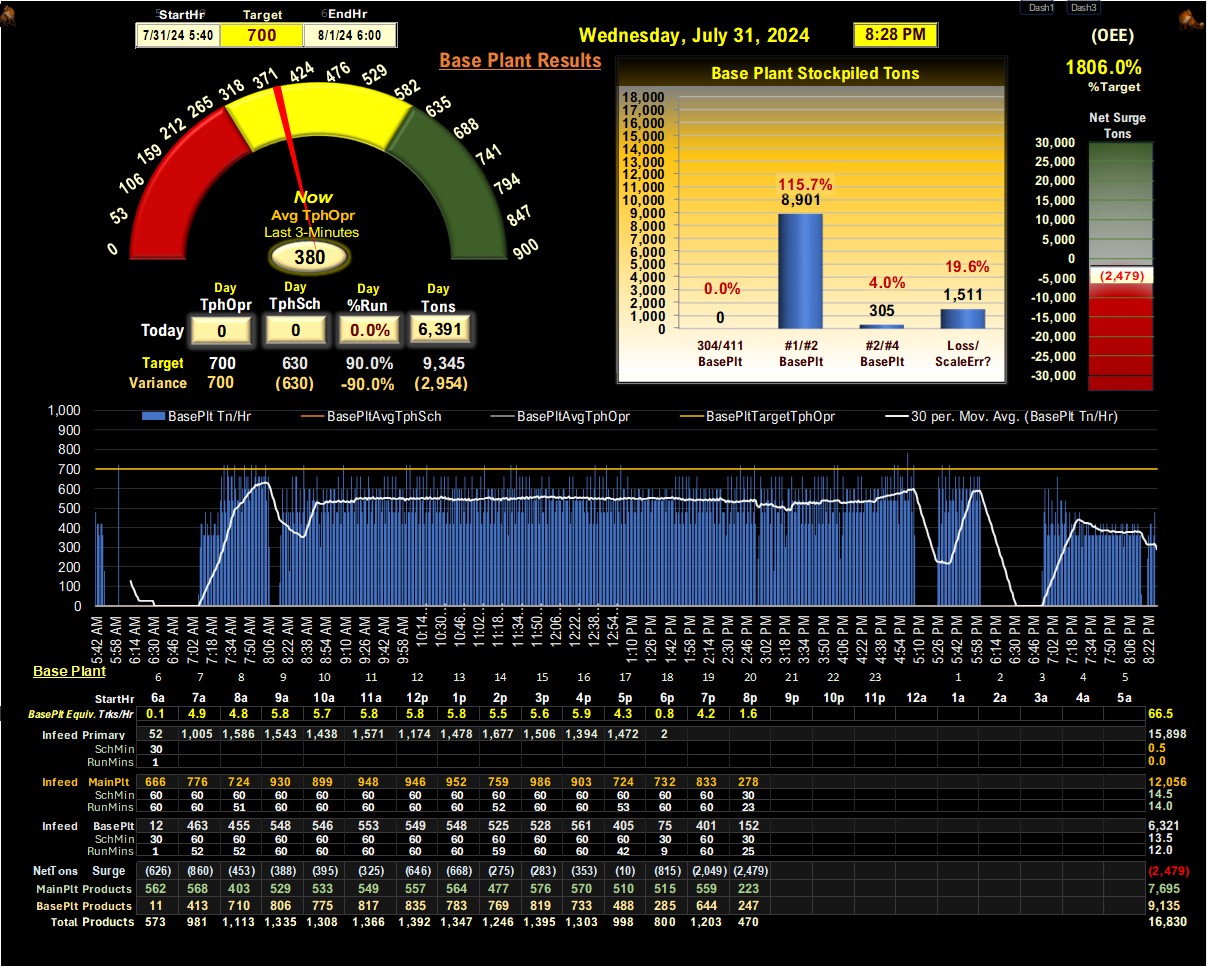 StartHr Target EndHr
7/31/24 5:40 700 8/1/24 6:00
Dash1 Dash3
Wednesday, July 31, 2024 8:28 PM
(OEE)
1806.0%
%Target
Base Plant Results
0 53 106 159 212 265 318 371 424 476 529 582 635 688 741 794 847 900
Now
Avg TphOpr
Last 3-Minutes
380
Day Day Day Day
TphOpr TphSch %Run Tons
Today 0 0 0.0% 6,391
Target 700 630 90.0% 9,345
Variance 700 (630) -90.0% (2,954)
Base Plant Stockpiled Tons
18,000
17,000
16,000
15,000
14,000
13,000
12,000
11,000
10,000
9,000
8,000
7,000
6,000
5,000
4,000
3,000
2,000
1,000
0
0.0% 115.7% 4.0% 19.6%
0 8,901 305 1,511
304/411 #1/#2 #2/#4 Loss/
BasePlt BasePlt BasePlt ScaleErr?
Net Surge
Tons
30,000
25,000
20,000
15,000
10,000
5,000
0
-5,000
-10,000
-15,000
-20,000
-25,000
-30,000
(2,479)
BasePlt Tn/Hr BasePltAvgTphSch BasePltAvgTphOpr BasePltTargetTphOpr 30 per. Mov. Avg. (BasePlt Tn/Hr)
1,000
900
800
700
600
500
400
300
200
100
0
5:42 AM 5:58 AM 6:14 AM 6:30 AM 6:46 AM 7:02 AM 7:18 AM 7:34 AM 7:50 AM 8:06 AM 8:22 AM 8:38 AM 8:54 AM 9:10 AM 9:26 AM 9:42 AM 9:58 AM 10:14... 10:30... 10:46... 11:02... 11:18... 11:34... 11:50... 12:06... 12:22... 12:38... 12:54... 1:10 PM 1:26 PM 1:42 PM 1:58 PM 2:14 PM 2:30 PM 2:46 PM 3:02 PM 3:18 PM 3:34 PM 3:50 PM 4:06 PM 4:22 PM 4:38 PM 4:54 PM 5:10 PM 5:26 PM 5:42 PM 5:58 PM 6:14 PM 6:30 PM 6:46 PM 7:02 PM 7:18 PM 7:34 PM 7:50 PM 8:06 PM 8:22 PM
Base Plant
6 7 8 9 10 11 12 13 14 15 16 17 18 19 20 21 22 23 1 2 3 4 5
StartHr 6a 7a 8a 9a 10a 11a 12p 1p 2p 3p 4p 5p 6p 7p 8p 9p 10p 11p 12a 1a 2a 3a 4a 5a
BasePlt Equiv. Trks/Hr 0.1 4.9 4.8 5.8 5.7 5.8 5.8 5.8 5.5 5.6 5.9 4.3 0.8 4.2 1.6 66.5
Infeed Primary 52 1,005 1,586 1,543 1,438 1,571 1,174 1,478 1,677 1,506 1,394 1,472 2 15,898
SchMin 30 0.5
RunMins 1 0.0
Infeed MainPlt 666 776 724 930 899 948 946 952 759 986 903 724 732 833 278 12,056
SchMin 60 60 60 60 60 60 60 60 60 60 60 60 60 60 30 14.5
RunMins 60 60 51 60 60 60 60 60 52 60 60 53 60 60 23 14.0
Infeed BasePlt 12 463 455 548 546 553 549 548 525 528 561 405 75 401 152 6,321
SchMin 30 60 60 60 60 60 60 60 60 60 60 60 30 60 30 13.5
RunMins 1 52 52 60 60 60 60 60 59 60 60 42 9 60 25 12.0
NetTons Surge (626) (860) (453) (388) (395) (325) (646) (668) (275) (283) (353) (10) (815) (2,049) (2,479) (2,479)
MainPlt Products 562 568 403 529 533 549 557 564 477 576 570 510 515 559 223 7,695
BasePlt Products 11 413 710 806 775 817 835 783 769 819 733 488 285 644 247 9,135
Total Products 573 981 1,113 1,335 1,308 1,366 1,392 1,347 1,246 1,395 1,303 998 800 1,203 470 16,830